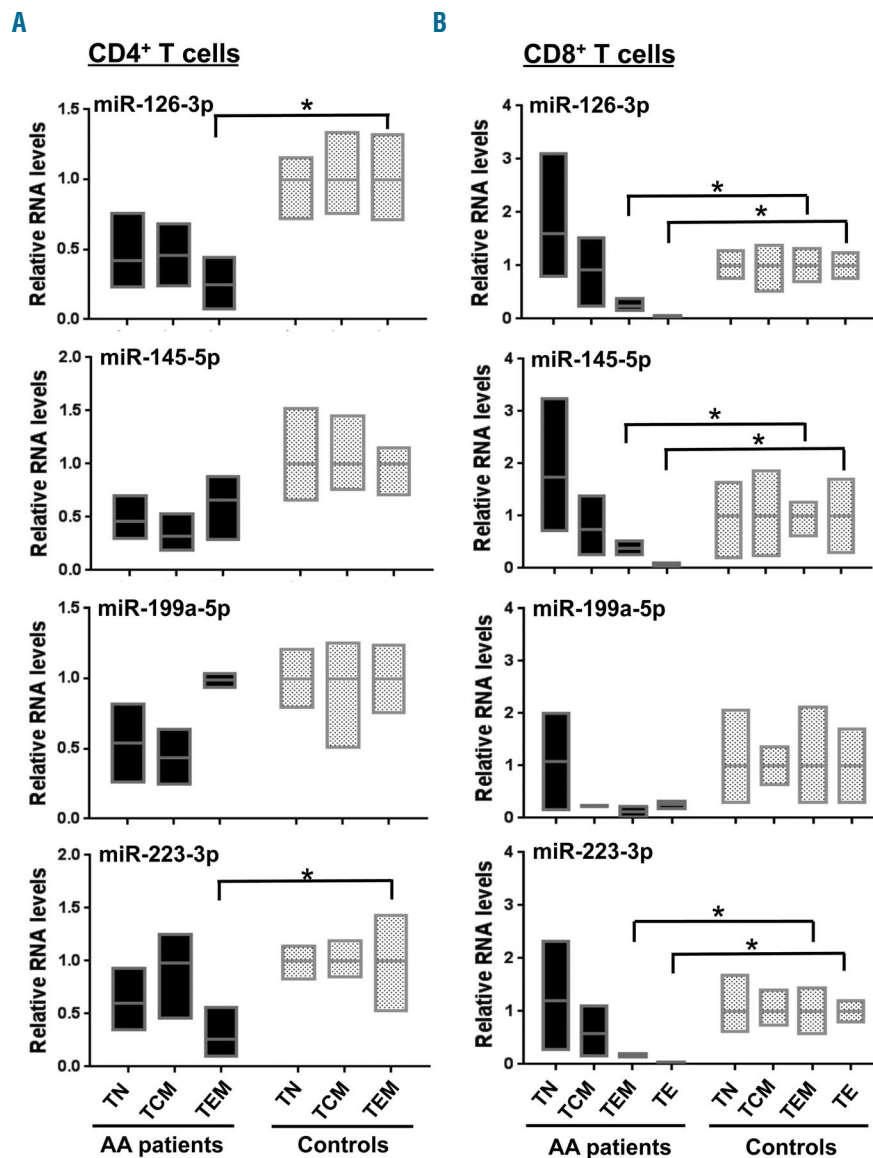 A
CD4⁺ T cells
miR-126-3p
*
Relative RNA levels
1.5
1.0
0.5
0.0
miR-145-5p
Relative RNA levels
2.0
1.5
1.0
0.5
0.0
miR-199a-5p
Relative RNA levels
1.5
1.0
0.5
0.0
miR-223-3p
*
Relative RNA levels
2.0
1.5
1.0
0.5
0.0
TN TCM TEM TN TCM TEM
AA patients Controls
B
CD8⁺ T cells
miR-126-3p
*
*
Relative RNA levels
4
3
2
1
0
miR-145-5p
*
*
Relative RNA levels
4
3
2
1
0
miR-199a-5p
Relative RNA levels
4
3
2
1
0
miR-223-3p
*
*
Relative RNA levels
4
3
2
1
0
TN TCM TEM TE TN TCM TEM TE
AA patients Controls